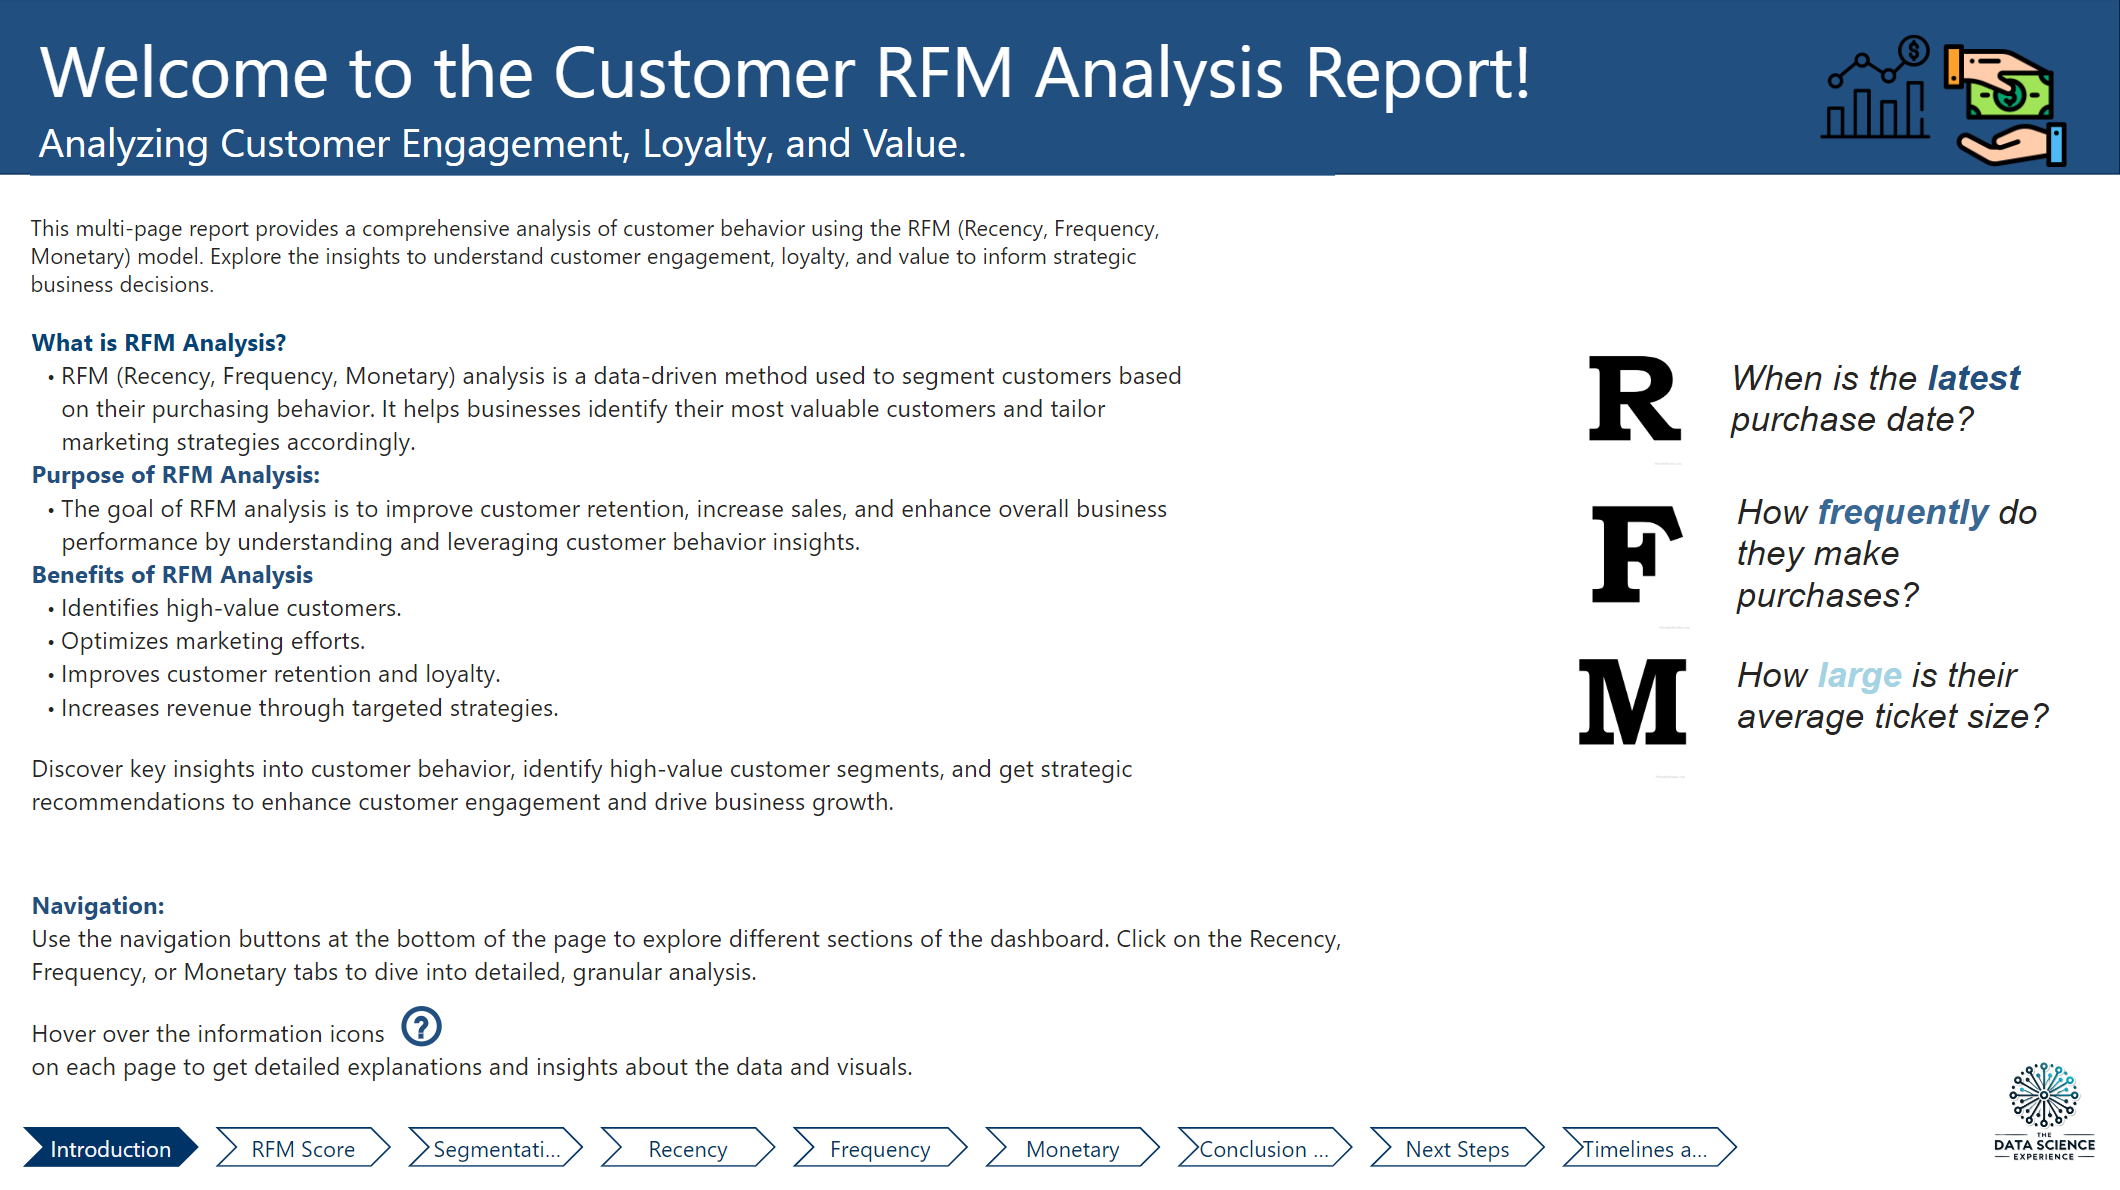 Welcome to the Customer RFM Analysis Report!
Analyzing Customer Engagement, Loyalty, and Value.
This multi-page report provides a comprehensive analysis of customer behavior using the RFM (Recency, Frequency,
Monetary) model. Explore the insights to understand customer engagement, loyalty, and value to inform strategic
business decisions.
What is RFM Analysis?
• RFM (Recency, Frequency, Monetary) analysis is a data-driven method used to segment customers based
on their purchasing behavior. It helps businesses identify their most valuable customers and tailor
marketing strategies accordingly.
Purpose of RFM Analysis:
• The goal of RFM analysis is to improve customer retention, increase sales, and enhance overall business
performance by understanding and leveraging customer behavior insights.
Benefits of RFM Analysis
• Identifies high-value customers.
• Optimizes marketing efforts.
• Improves customer retention and loyalty.
• Increases revenue through targeted strategies.
Discover key insights into customer behavior, identify high-value customer segments, and get strategic
recommendations to enhance customer engagement and drive business growth.
R
When is the latest
purchase date?
F
How frequently do
they make
purchases?
M
How large is their
average ticket size?
Navigation:
Use the navigation buttons at the bottom of the page to explore different sections of the dashboard. Click on the Recency,
Frequency, or Monetary tabs to dive into detailed, granular analysis.
Hover over the information icons ?
on each page to get detailed explanations and insights about the data and visuals.
Introduction
RFM Score
Segmentati...
Recency
Frequency
Monetary
Conclusion ...
Next Steps
Timelines a...
THE
DATA SCIENCE
EXPERIENCE